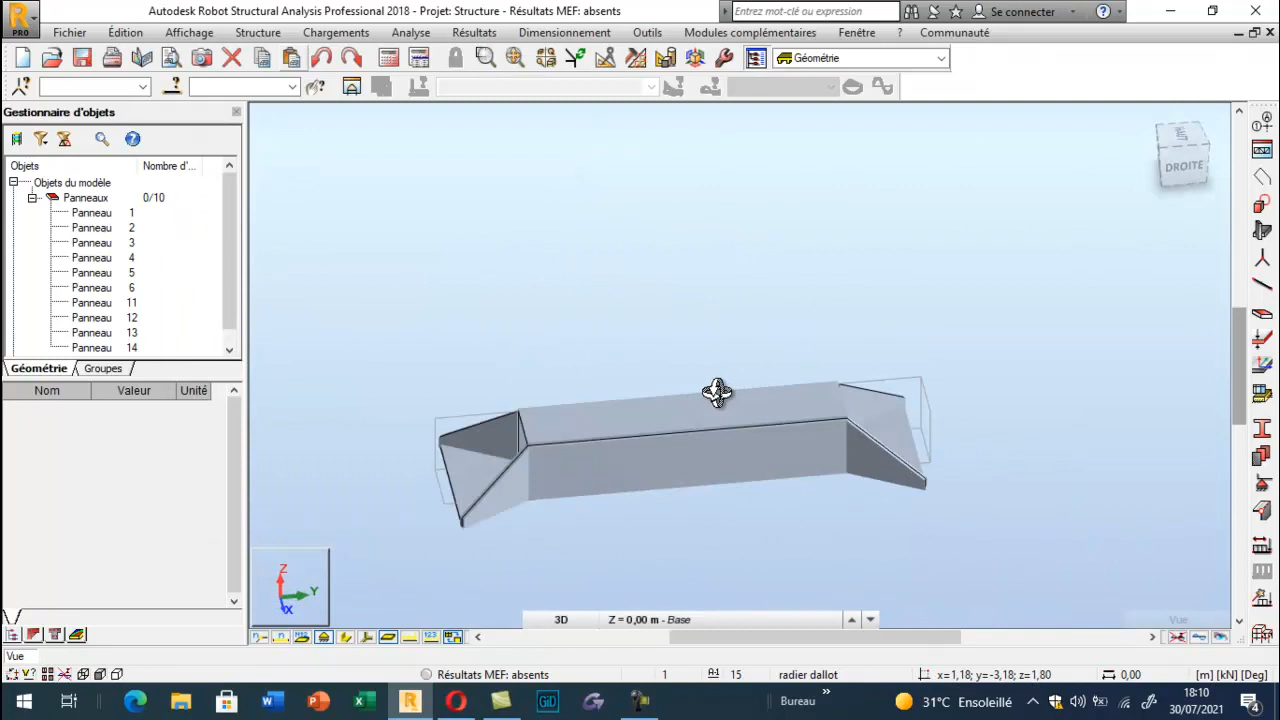 PRO
Autodesk Robot Structural Analysis Professional 2018 - Projet: Structure - Résultats MEF: absents
Entrez mot-clé ou expression
Se connecter
Fichier Édition Affichage Structure Chargements Analyse Résultats Dimensionnement Outils Modules complémentaires Fenêtre ? Communauté
Géométrie
Gestionnaire d'objets
Objets Nombre d'...
Objets du modèle
Panneaux 0/10
Panneau 1
Panneau 2
Panneau 3
Panneau 4
Panneau 5
Panneau 6
Panneau 11
Panneau 12
Panneau 13
Panneau 14
Géométrie Groupes
Nom Valeur Unité
DROITE
Z
Y
X
3D Z = 0,00 m - Base
Vue
Vue
Résultats MEF: absents 1 15 radier dallot x=1,18; y=-3,18; z=1,80 0,00 [m] [kN] [Deg]
Bureau
31°C Ensoleillé
18:10
30/07/2021
4